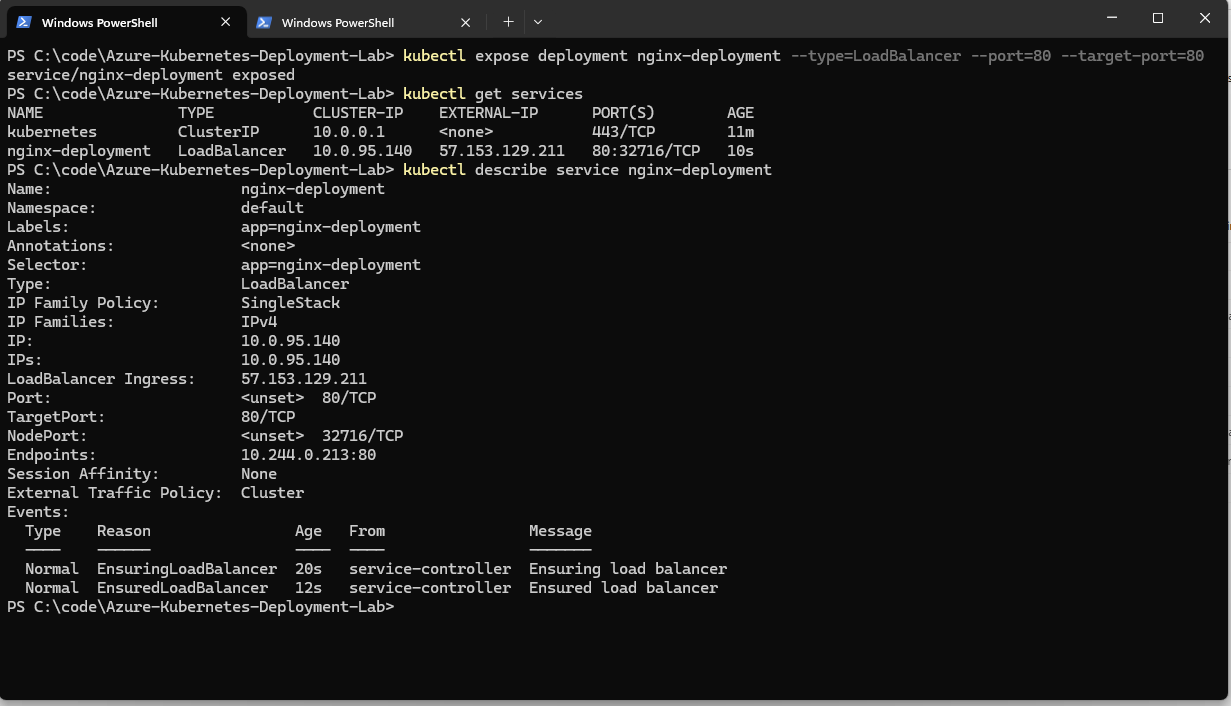 Windows PowerShell
Windows PowerShell
PS C:\code\Azure-Kubernetes-Deployment-Lab> kubectl expose deployment nginx-deployment --type=LoadBalancer --port=80 --target-port=80
service/nginx-deployment exposed
PS C:\code\Azure-Kubernetes-Deployment-Lab> kubectl get services
NAME               TYPE           CLUSTER-IP    EXTERNAL-IP      PORT(S)        AGE
kubernetes         ClusterIP      10.0.0.1      <none>           443/TCP        11m
nginx-deployment   LoadBalancer   10.0.95.140   57.153.129.211   80:32716/TCP   10s
PS C:\code\Azure-Kubernetes-Deployment-Lab> kubectl describe service nginx-deployment
Name:                     nginx-deployment
Namespace:                default
Labels:                   app=nginx-deployment
Annotations:              <none>
Selector:                 app=nginx-deployment
Type:                     LoadBalancer
IP Family Policy:         SingleStack
IP Families:              IPv4
IP:                       10.0.95.140
IPs:                      10.0.95.140
LoadBalancer Ingress:     57.153.129.211
Port:                     <unset>  80/TCP
TargetPort:               80/TCP
NodePort:                 <unset>  32716/TCP
Endpoints:                10.244.0.213:80
Session Affinity:         None
External Traffic Policy:  Cluster
Events:
  Type    Reason                Age   From                Message
  ----    ------                ----  ----                -------
  Normal  EnsuringLoadBalancer  20s   service-controller  Ensuring load balancer
  Normal  EnsuredLoadBalancer   12s   service-controller  Ensured load balancer
PS C:\code\Azure-Kubernetes-Deployment-Lab>